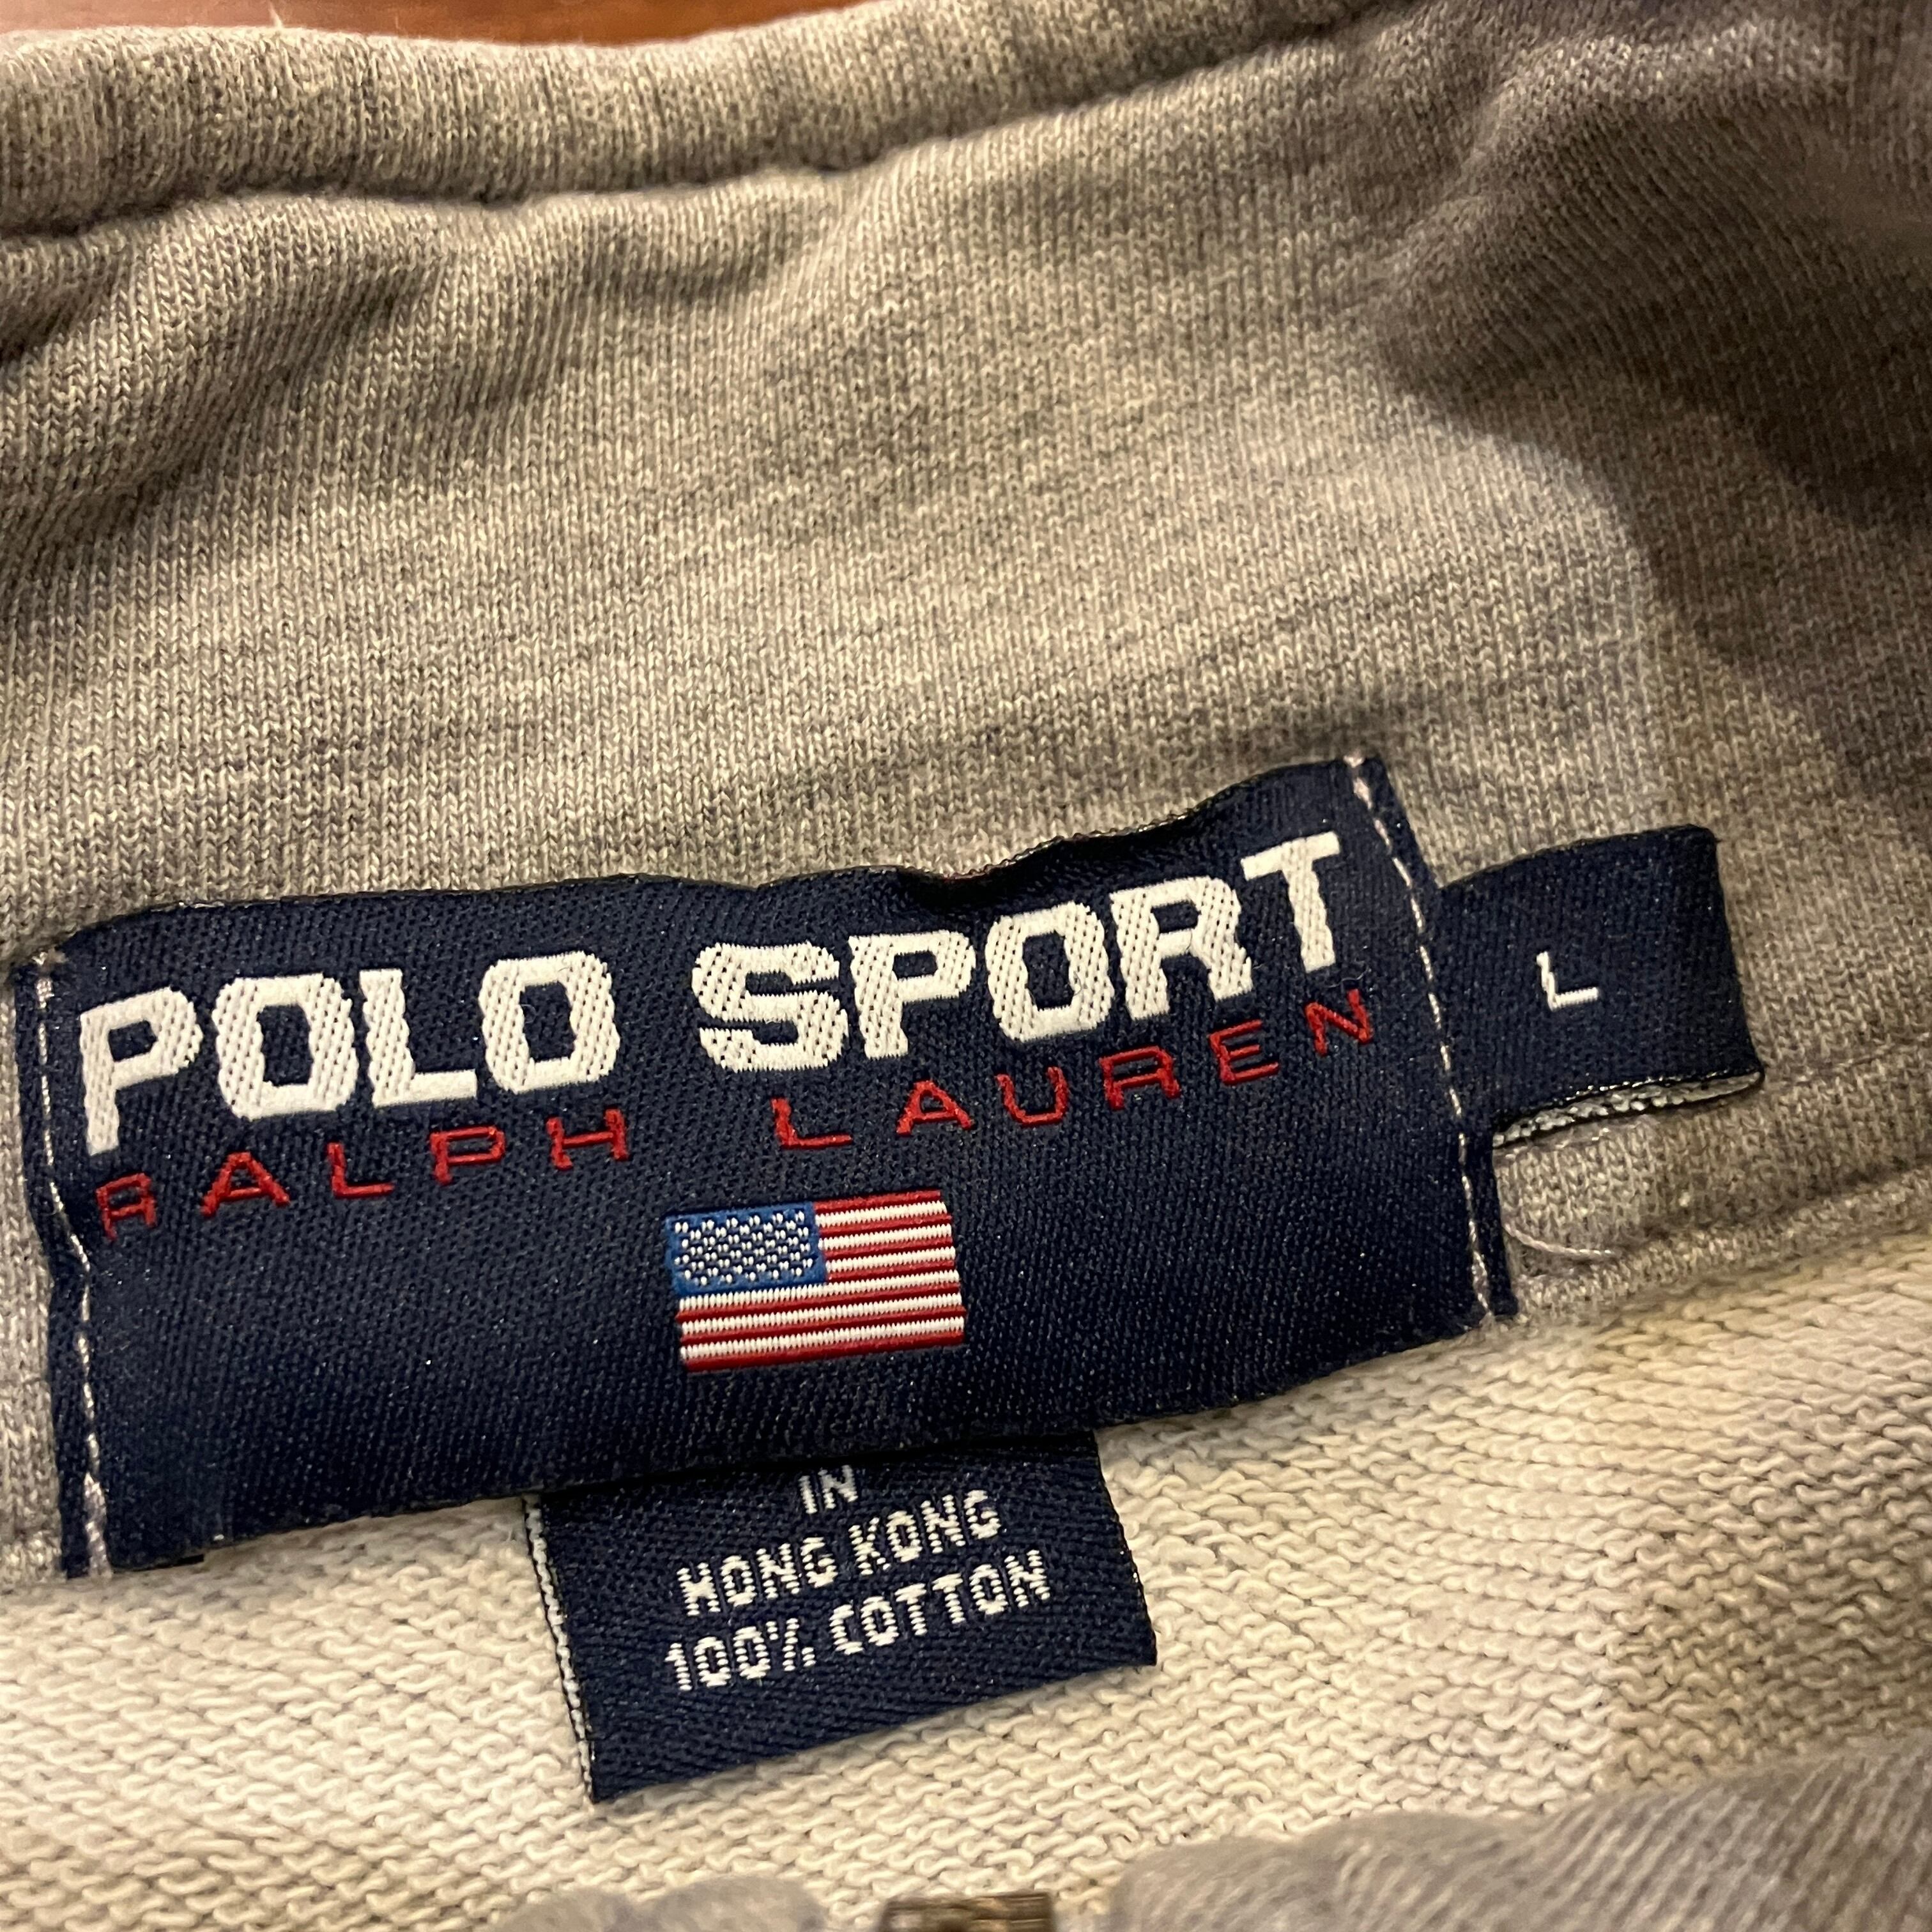 POLO SPORT
RALPH LAUREN
L
IN
HONG KONG
100% COTTON